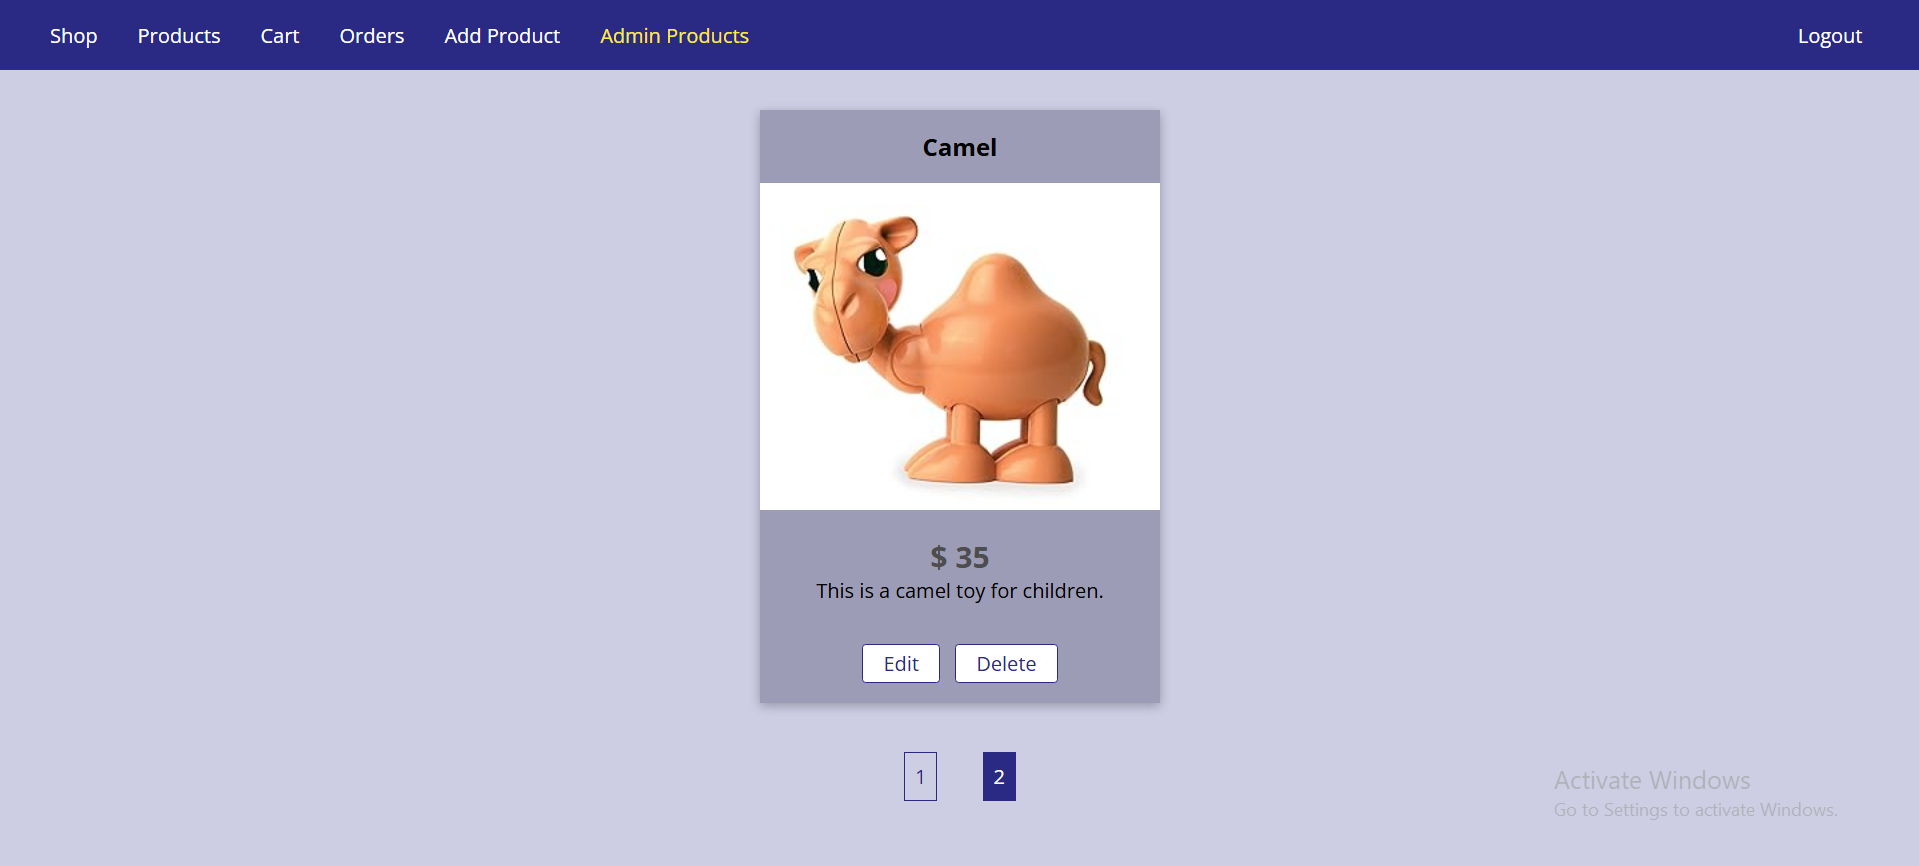 Shop Products Cart Orders Add Product Admin Products Logout
Camel
$ 35
This is a camel toy for children.
Edit Delete
1 2
Activate Windows
Go to Settings to activate Windows.